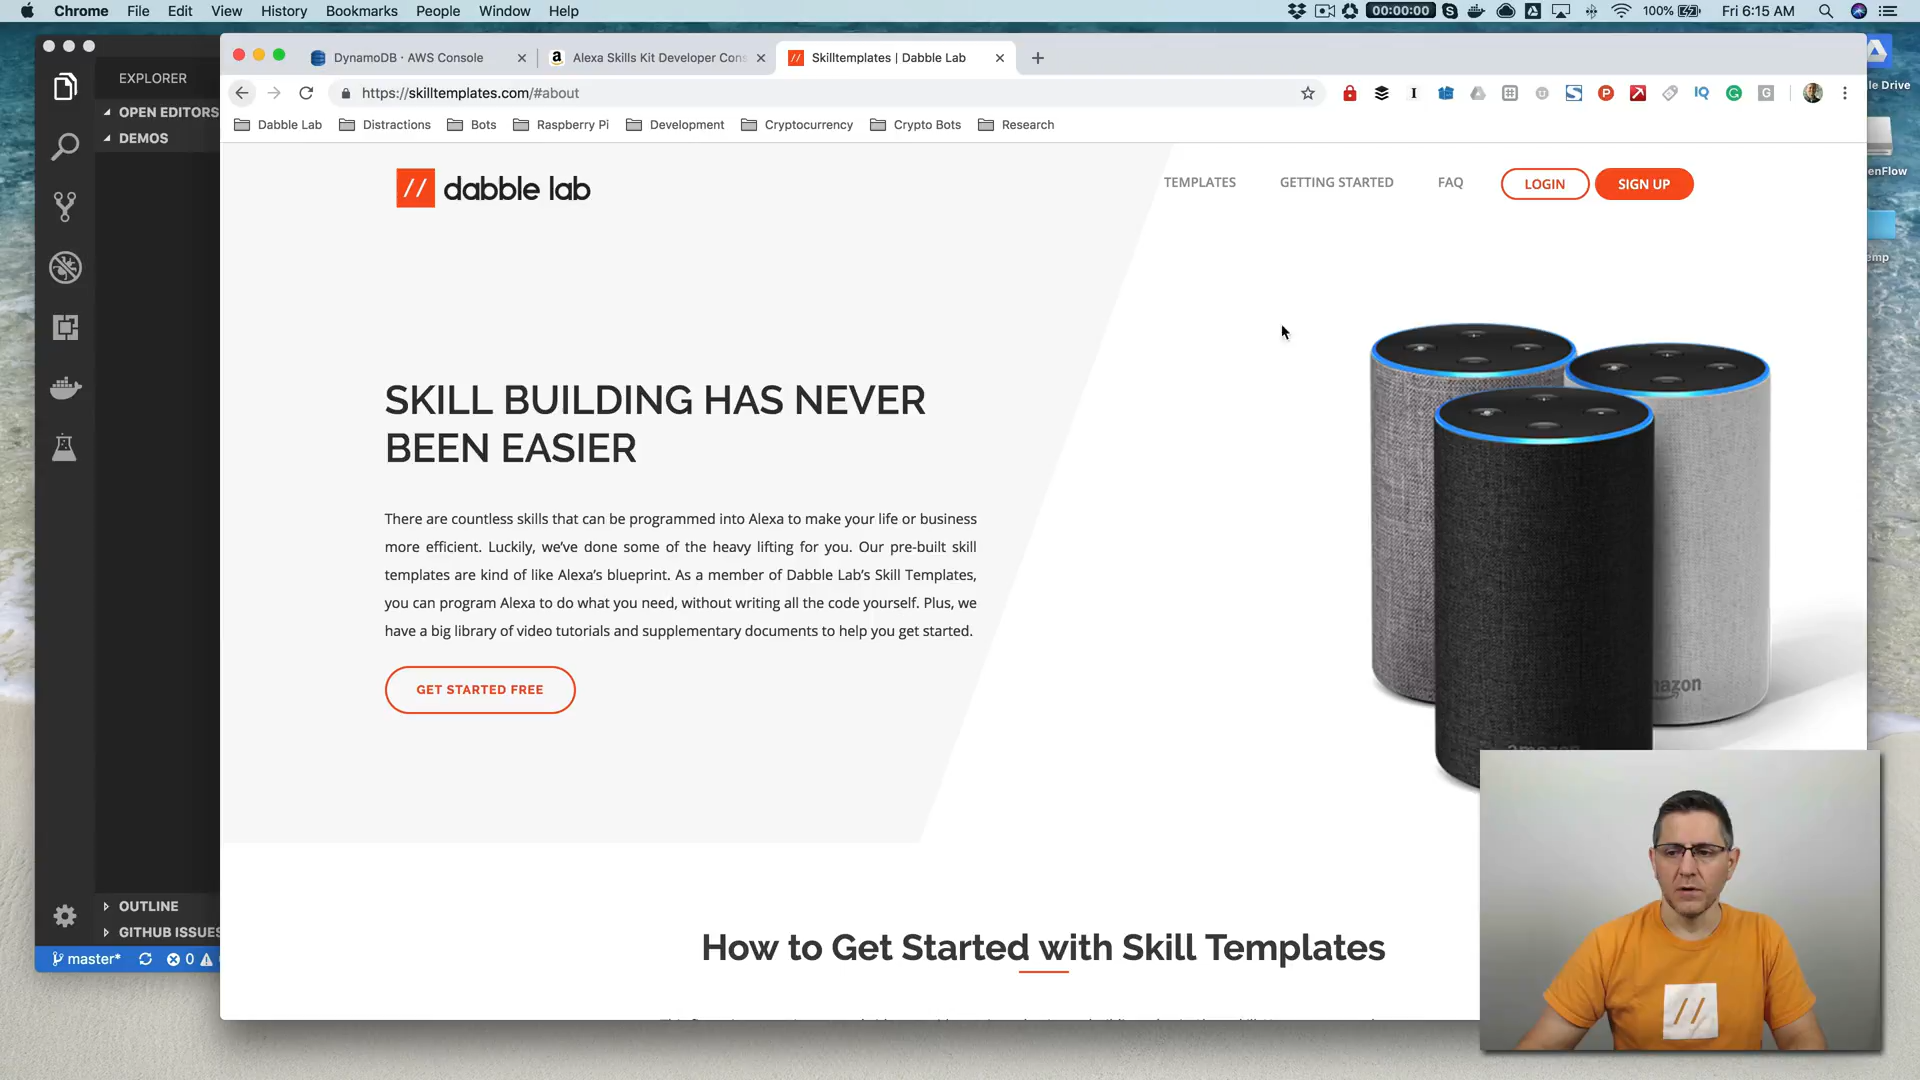 Chrome File Edit View History Bookmarks People Window Help
00:00:00 100% Fri 6:15 AM
EXPLORER
OPEN EDITORS
DEMOS
OUTLINE
GITHUB ISSUES
master* 0
DynamoDB · AWS Console
Alexa Skills Kit Developer Cons
Skilltemplates | Dabble Lab
https://skilltemplates.com/#about
Dabble Lab Distractions Bots Raspberry Pi Development Cryptocurrency Crypto Bots Research
le Drive
enFlow
emp
// dabble lab
TEMPLATES GETTING STARTED FAQ LOGIN SIGN UP
SKILL BUILDING HAS NEVER
BEEN EASIER
There are countless skills that can be programmed into Alexa to make your life or business
more efficient. Luckily, we’ve done some of the heavy lifting for you. Our pre-built skill
templates are kind of like Alexa’s blueprint. As a member of Dabble Lab’s Skill Templates,
you can program Alexa to do what you need, without writing all the code yourself. Plus, we
have a big library of video tutorials and supplementary documents to help you get started.
GET STARTED FREE
mazon
amazon
How to Get Started with Skill Templates
//